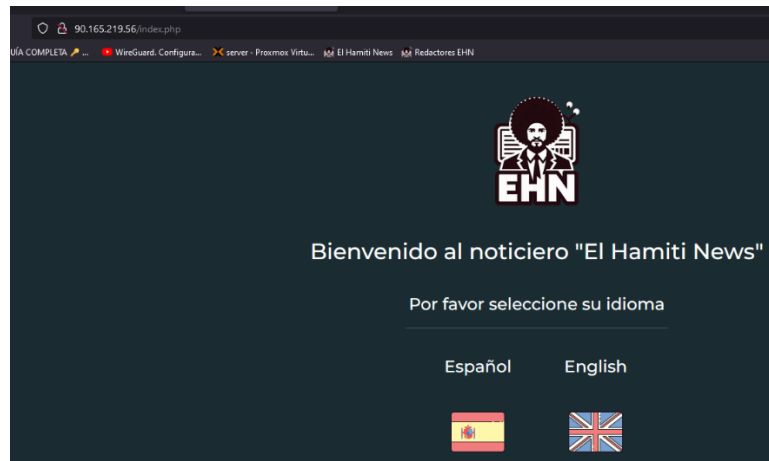 90.165.219.56/index.php
UÍA COMPLETA 🔑 ... WireGuard. Configura... server - Proxmox Virtu... El Hamiti News Redactores EHN
EHN
Bienvenido al noticiero "El Hamiti News"
Por favor seleccione su idioma
Español English